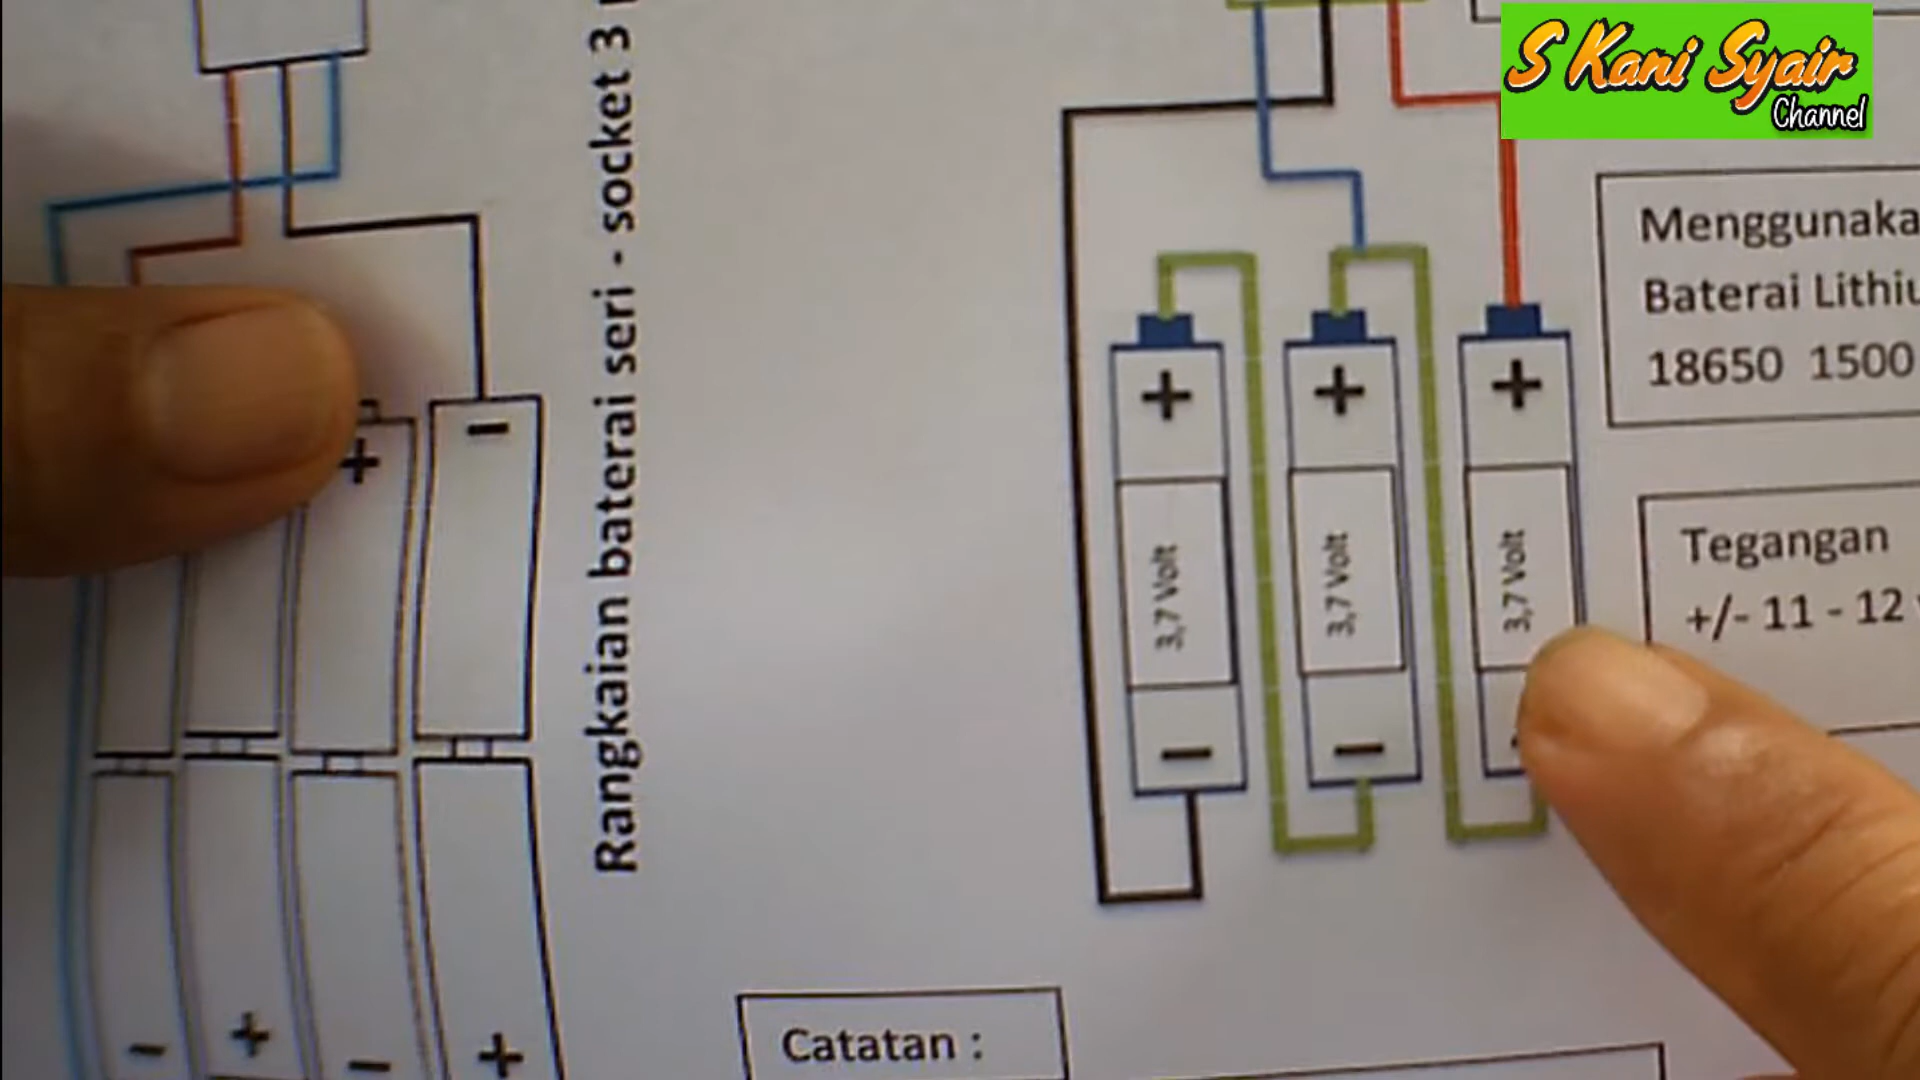 S Kani Syair
Channel
Rangkaian baterai seri - socket 3
Menggunaka
Baterai Lithiu
18650 1500
Tegangan
+/- 11 - 12
+
+
+
3,7 Volt
3,7 Volt
3,7 Volt
-
-
+
-
-
+
-
+
Catatan :